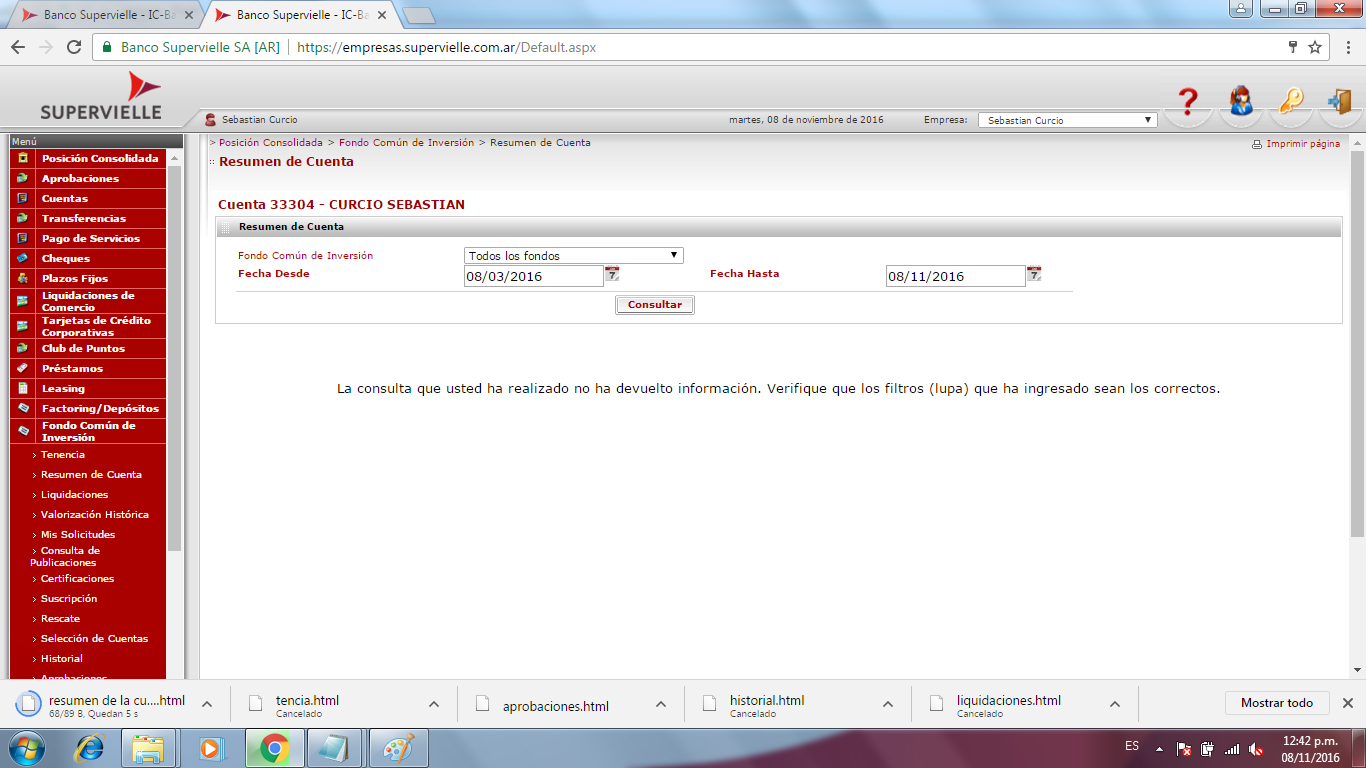 Banco Supervielle - IC-Ba
Banco Supervielle - IC-Ba
Banco Supervielle SA [AR]
https://empresas.supervielle.com.ar/Default.aspx
SUPERVIELLE
Sebastian Curcio
martes, 08 de noviembre de 2016
Empresa:
Sebastian Curcio
Menú
Posición Consolidada
Aprobaciones
Cuentas
Transferencias
Pago de Servicios
Cheques
Plazos Fijos
Liquidaciones de
Comercio
Tarjetas de Crédito
Corporativas
Club de Puntos
Préstamos
Leasing
Factoring/Depósitos
Fondo Común de
Inversión
> Tenencia
> Resumen de Cuenta
> Liquidaciones
> Valorización Histórica
> Mis Solicitudes
> Consulta de
Publicaciones
> Certificaciones
> Suscripción
> Rescate
> Selección de Cuentas
> Historial
> Aprobaciones
> Posición Consolidada > Fondo Común de Inversión > Resumen de Cuenta
Imprimir página
Resumen de Cuenta
Cuenta 33304 - CURCIO SEBASTIAN
Resumen de Cuenta
Fondo Común de Inversión
Todos los fondos
Fecha Desde
08/03/2016
7
Fecha Hasta
08/11/2016
7
Consultar
La consulta que usted ha realizado no ha devuelto información. Verifique que los filtros (lupa) que ha ingresado sean los correctos.
resumen de la cu....html
68/89 B, Quedan 5 s
tencia.html
Cancelado
aprobaciones.html
historial.html
Cancelado
liquidaciones.html
Cancelado
Mostrar todo
ES
12:42 p.m.
08/11/2016